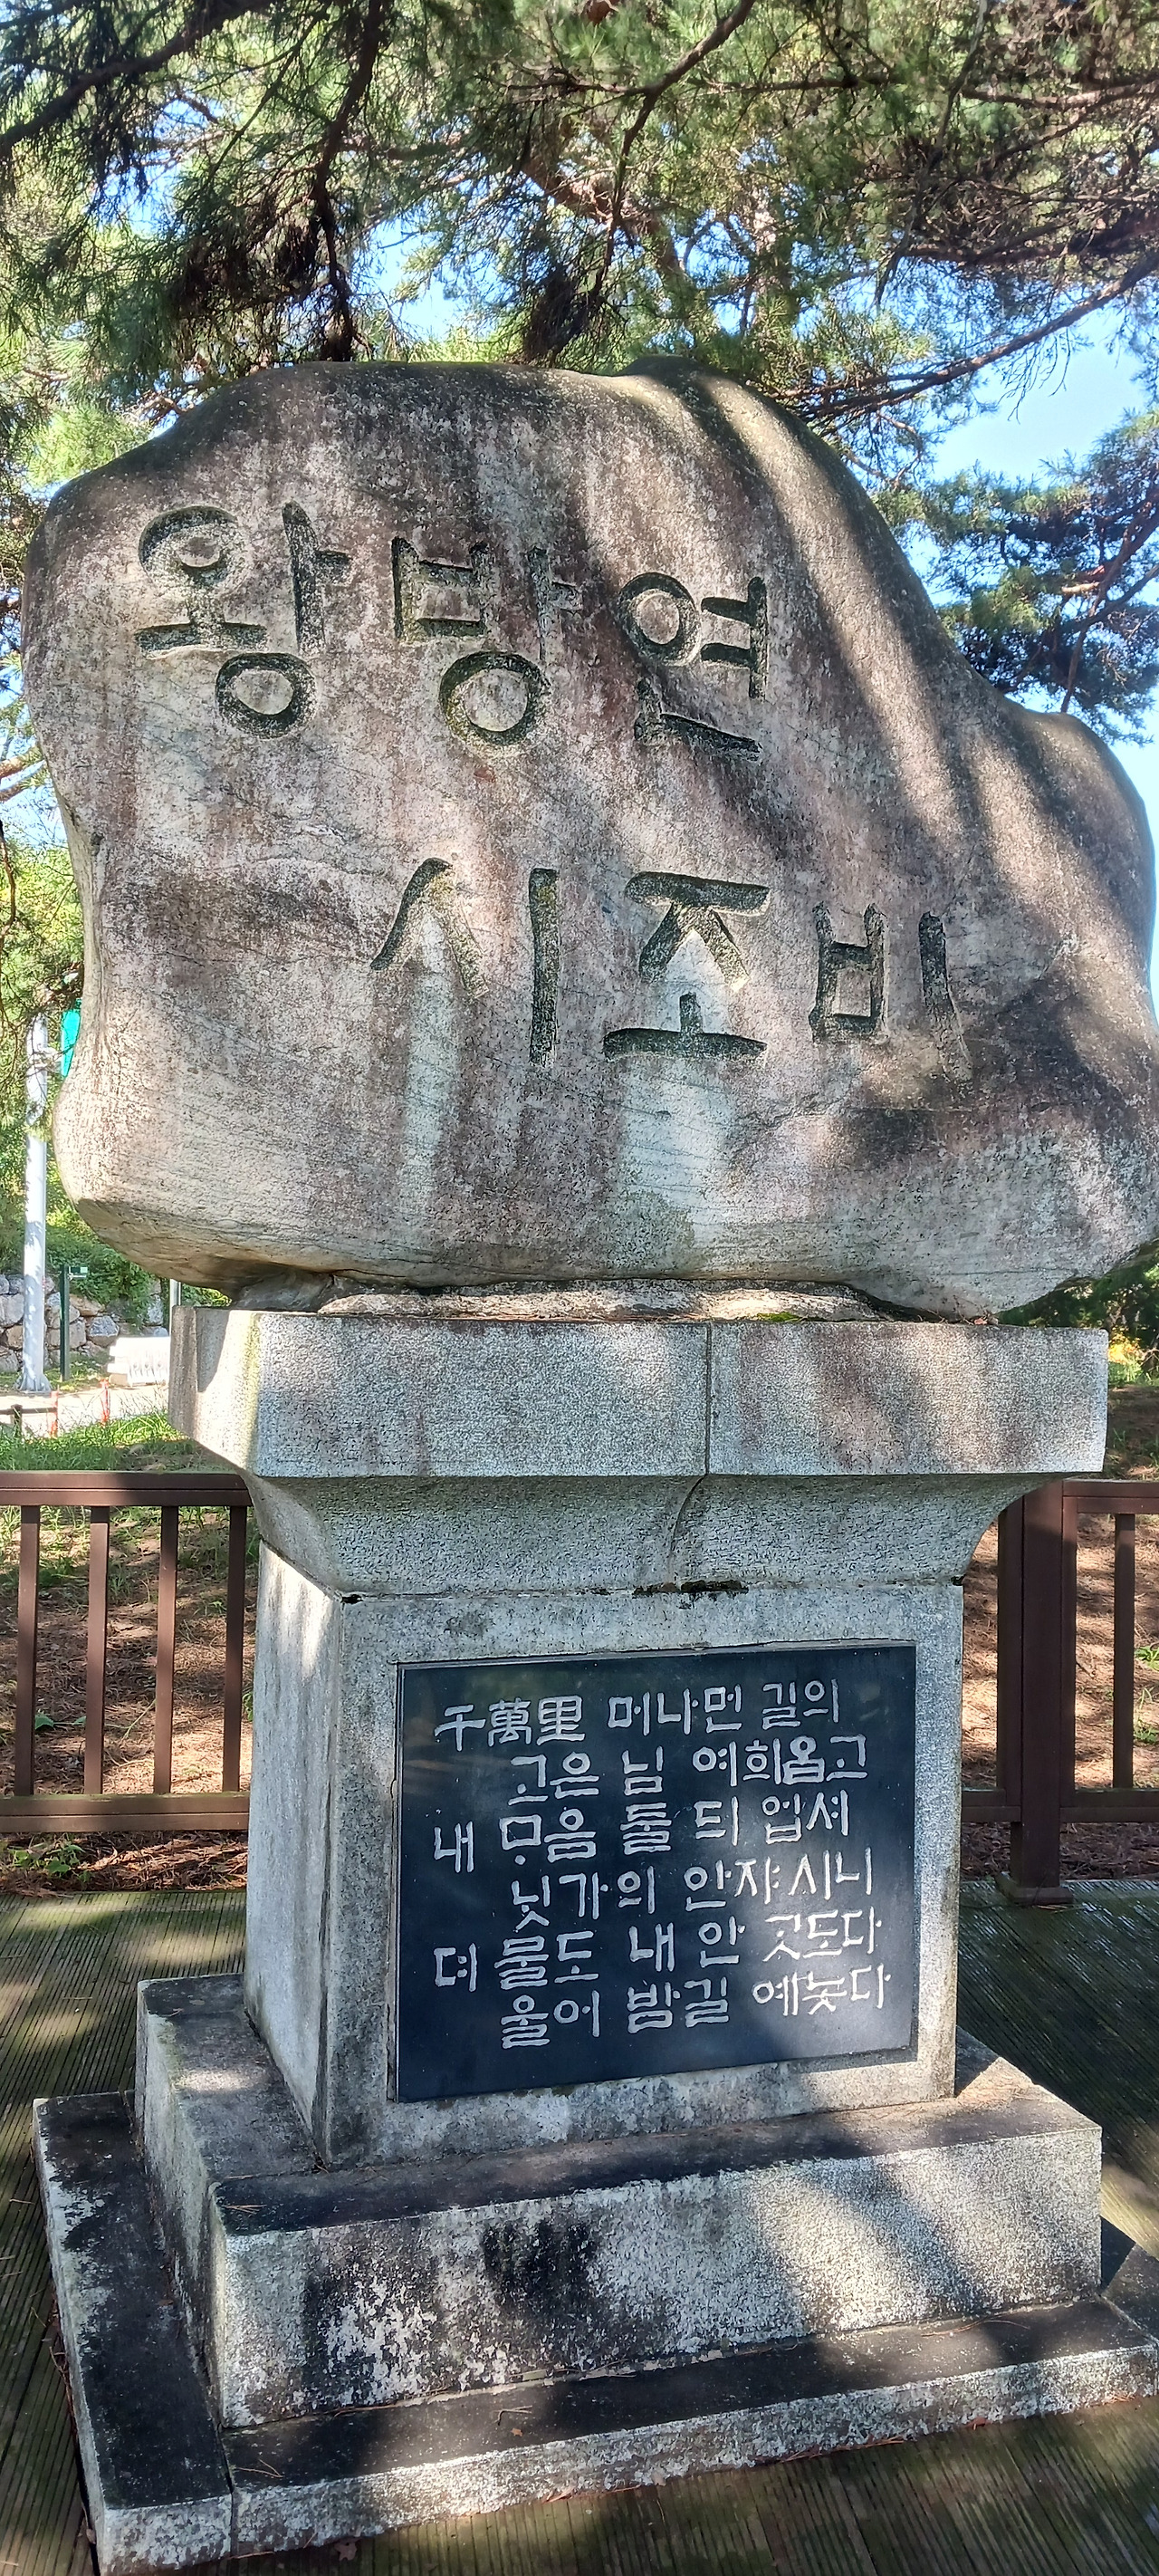 왕방연
시조비
千萬里 머나먼 길의
고은 님 여희옵고
내 ᄆᆞ음 둘 듸 업셔
냇가의 안쟈시니
뎌 믈도 내 안 ᄀᆞᆺ도다
울어 밤길 예놋다